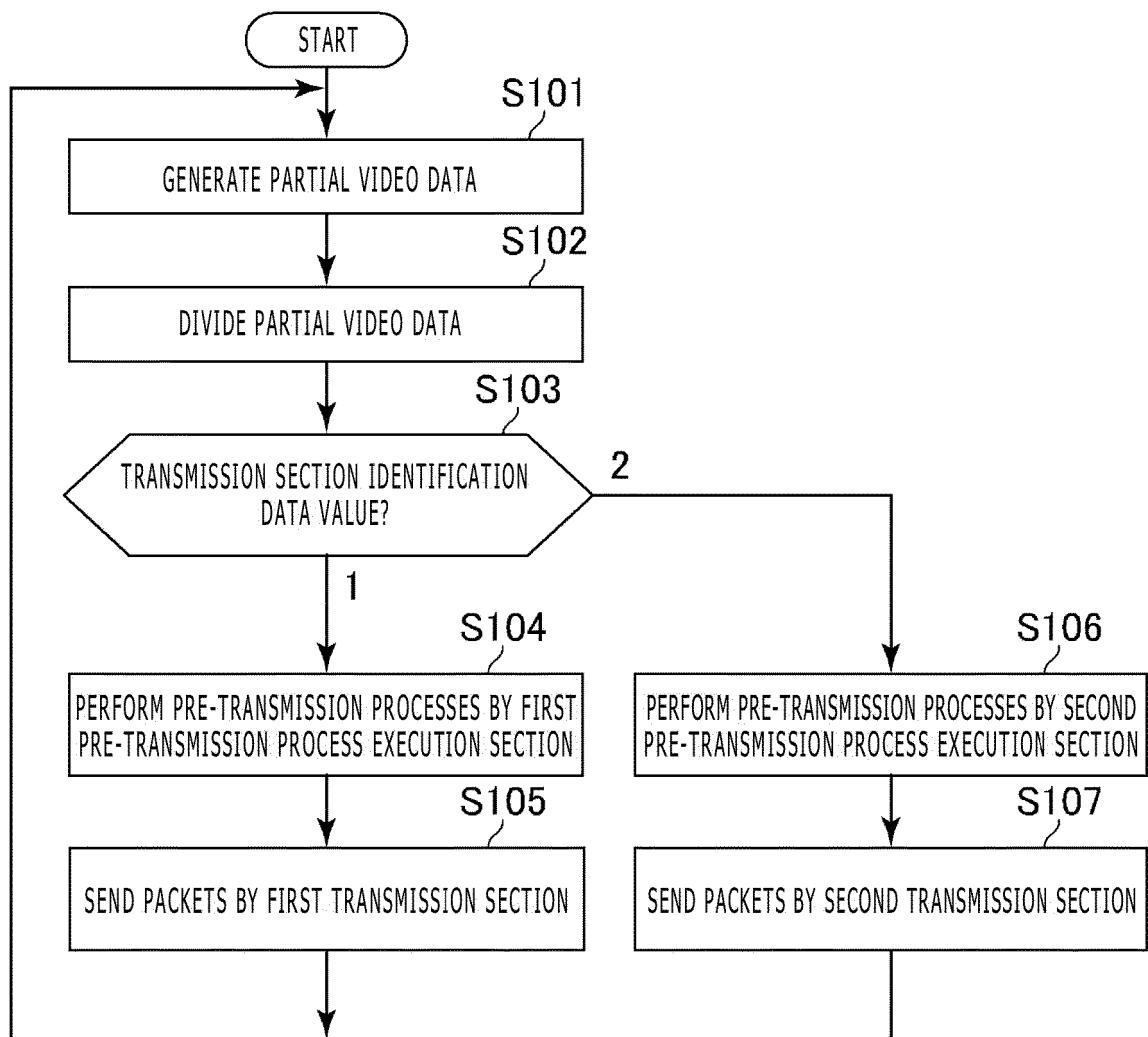 START
S101
GENERATE PARTIAL VIDEO DATA
S102
DIVIDE PARTIAL VIDEO DATA
S103
TRANSMISSION SECTION IDENTIFICATION
DATA VALUE?
2
1
S104
PERFORM PRE-TRANSMISSION PROCESSES BY FIRST
PRE-TRANSMISSION PROCESS EXECUTION SECTION
S106
PERFORM PRE-TRANSMISSION PROCESSES BY SECOND
PRE-TRANSMISSION PROCESS EXECUTION SECTION
S105
SEND PACKETS BY FIRST TRANSMISSION SECTION
S107
SEND PACKETS BY SECOND TRANSMISSION SECTION